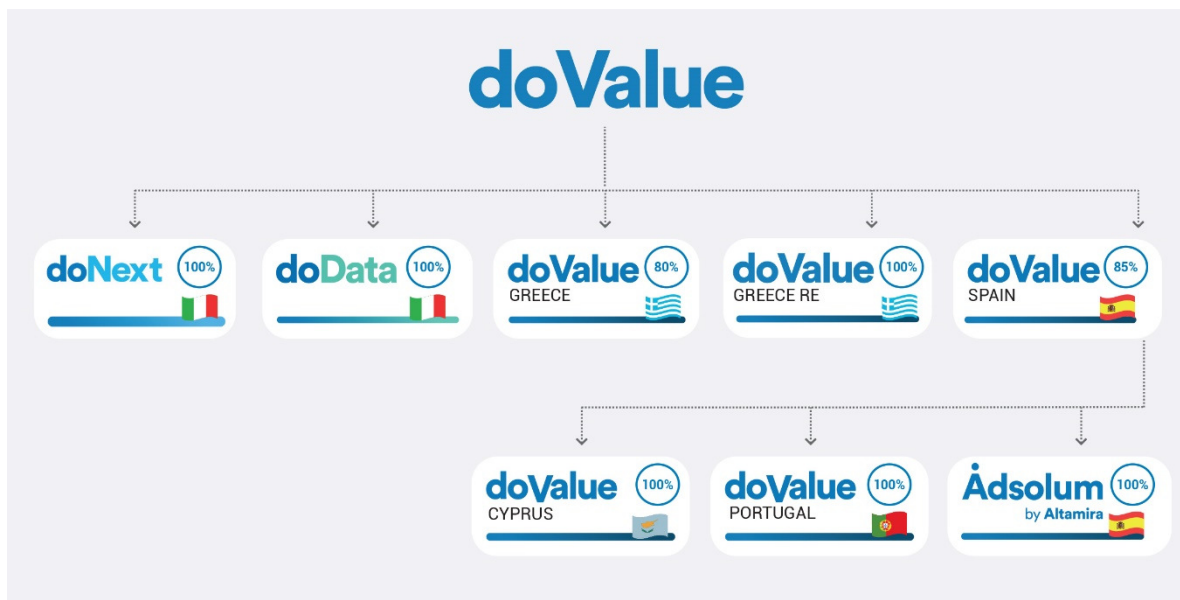 doValue
doNext 100%
doData 100%
doValue 80%
GREECE
doValue 100%
GREECE RE
doValue 85%
SPAIN
doValue 100%
CYPRUS
doValue 100%
PORTUGAL
Ådsolum 100%
by Altamira